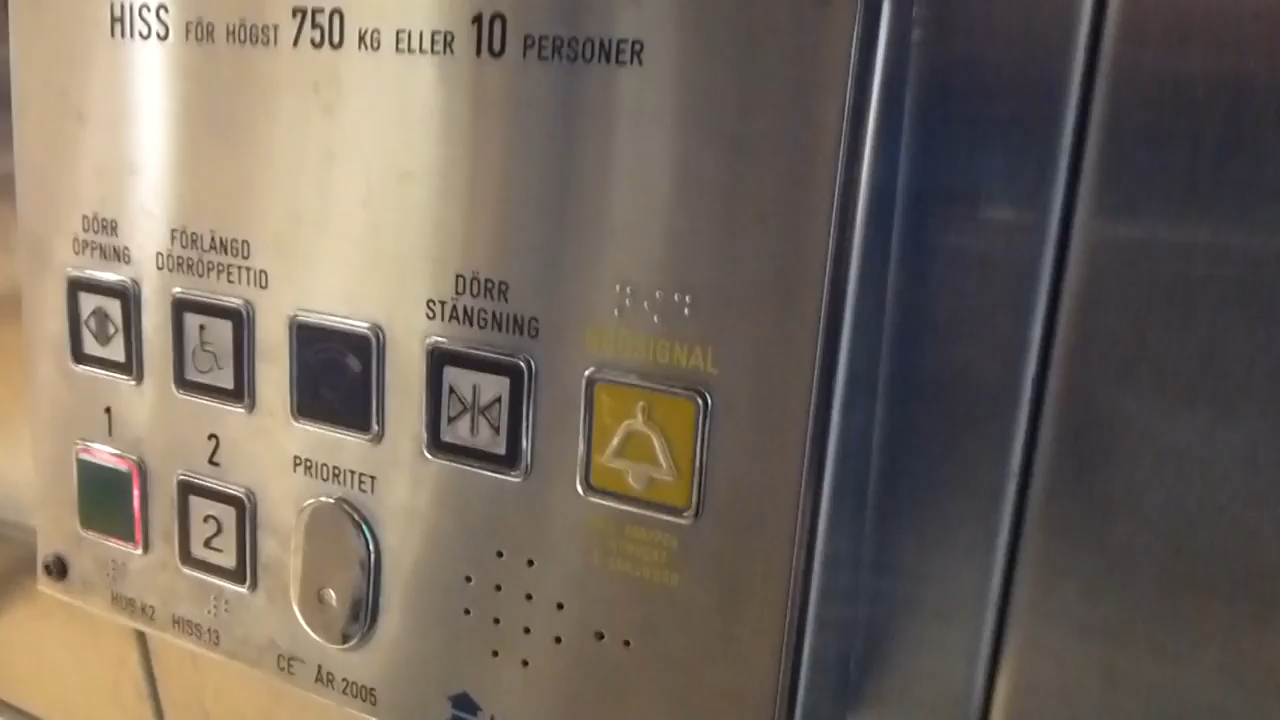 HISS FÖR HÖGST 750 KG ELLER 10 PERSONER
DÖRR
ÖPPNING
FÖRLÄNGD
DÖRRÖPPETTID
DÖRR
STÄNGNING
NÖDSIGNAL
1
2
2
PRIORITET
HUS K2
HISS:13
CE ÅR:2005